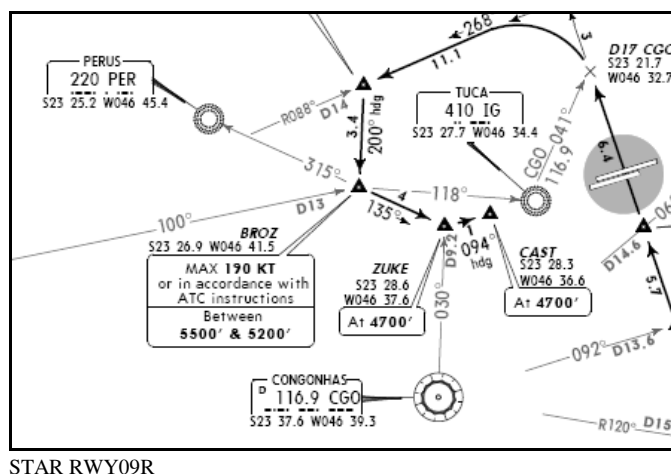 PERUS
220 PER
S23 25.2 W046 45.4
R088° D14
268
11.1
3
D17 CGO
S23 21.7
W046 32.7
TUCA
410 IG
S23 27.7 W046 34.4
CGO 041°
116.9
6.4
3.4
200° hdg
315°
118°
100°
D13
4
135°
BROZ
S23 26.9 W046 41.5
MAX 190 KT
or in accordance with
ATC instructions
Between
5500' & 5200'
ZUKE
S23 28.6
W046 37.6
At 4700'
D9.2
030°
1
094°
hdg
CAST
S23 28.3
W046 36.6
At 4700'
D14.6
06
5.7
092° D13.6
R120° D15
CONGONHAS
D 116.9 CGO
S23 37.6 W046 39.3
STAR RWY09R